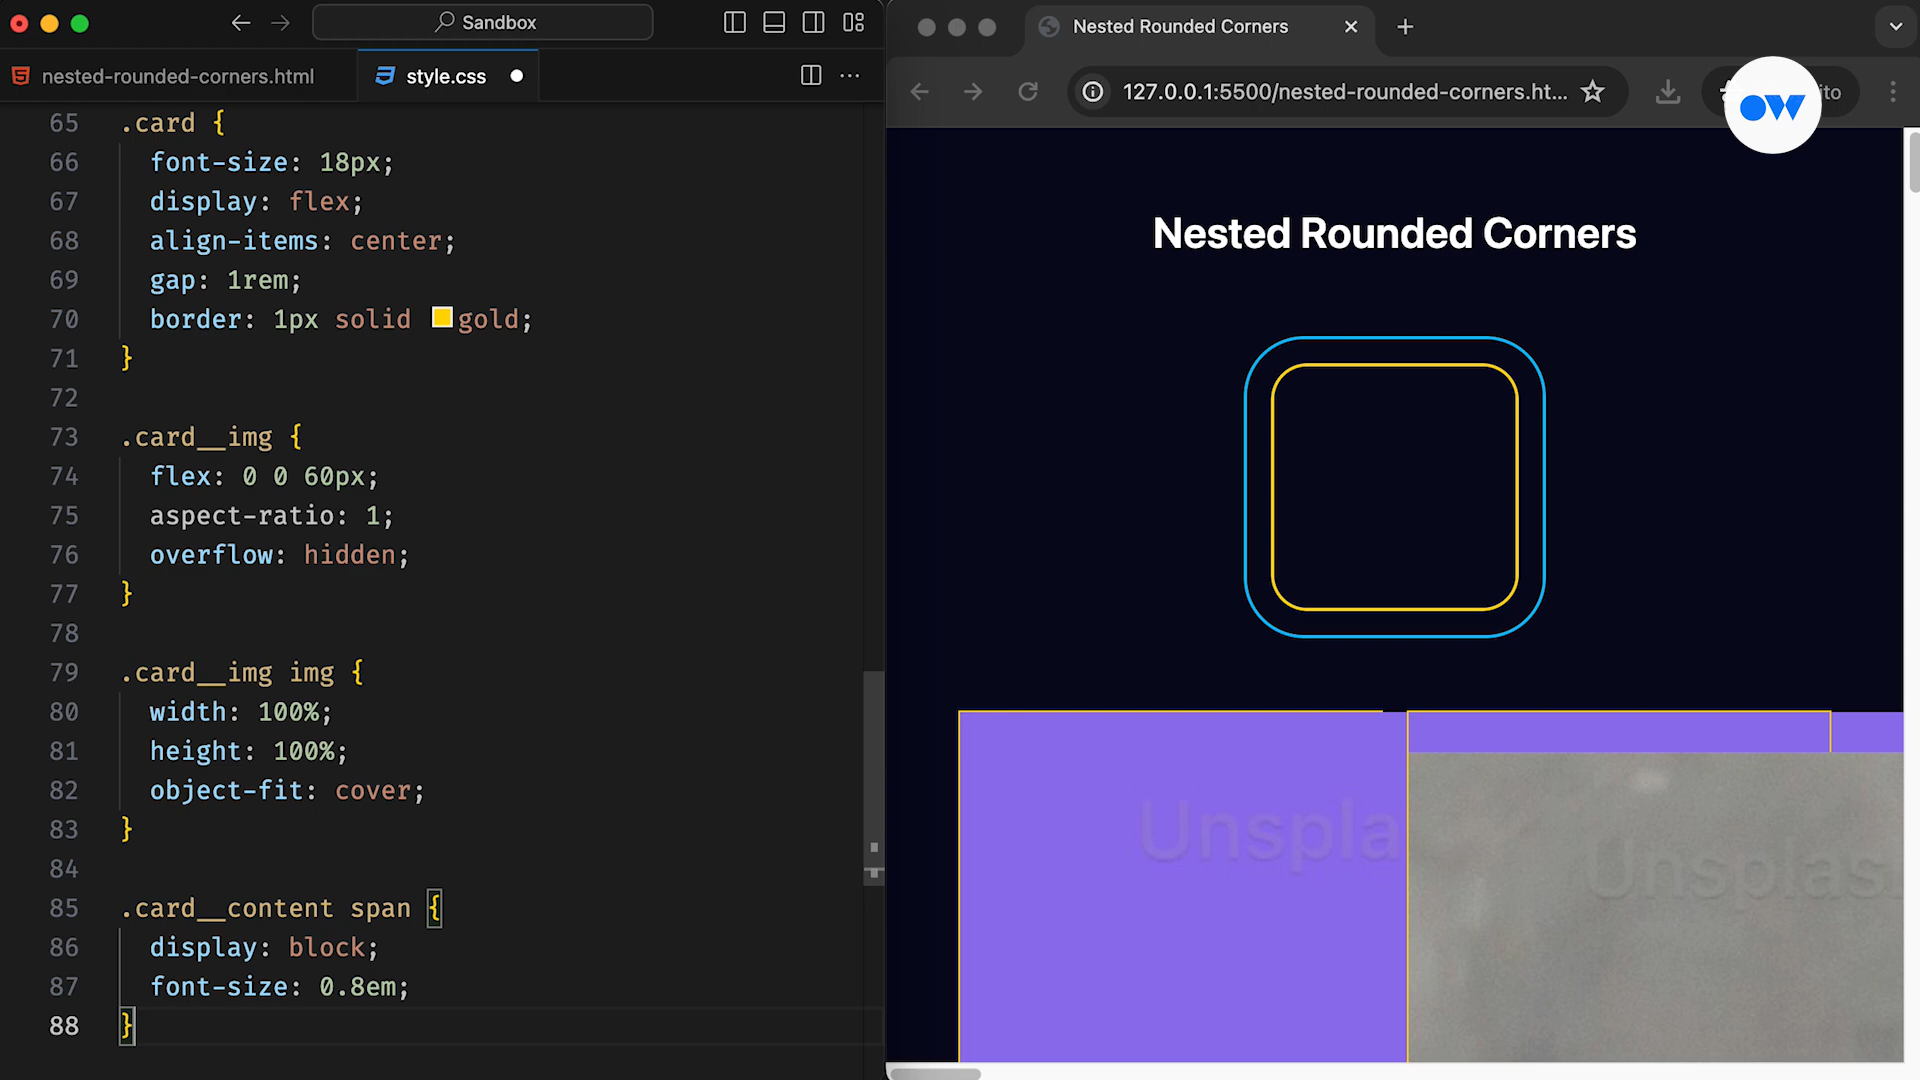 Sandbox
nested-rounded-corners.html
style.css
65 .card {
66 font-size: 18px;
67 display: flex;
68 align-items: center;
69 gap: 1rem;
70 border: 1px solid gold;
71 }
72
73 .card__img {
74 flex: 0 0 60px;
75 aspect-ratio: 1;
76 overflow: hidden;
77 }
78
79 .card__img img {
80 width: 100%;
81 height: 100%;
82 object-fit: cover;
83 }
84
85 .card__content span {
86 display: block;
87 font-size: 0.8em;
88 }
Nested Rounded Corners
127.0.0.1:5500/nested-rounded-corners.ht...
ito
OW
Nested Rounded Corners
Unspla
Unsplas